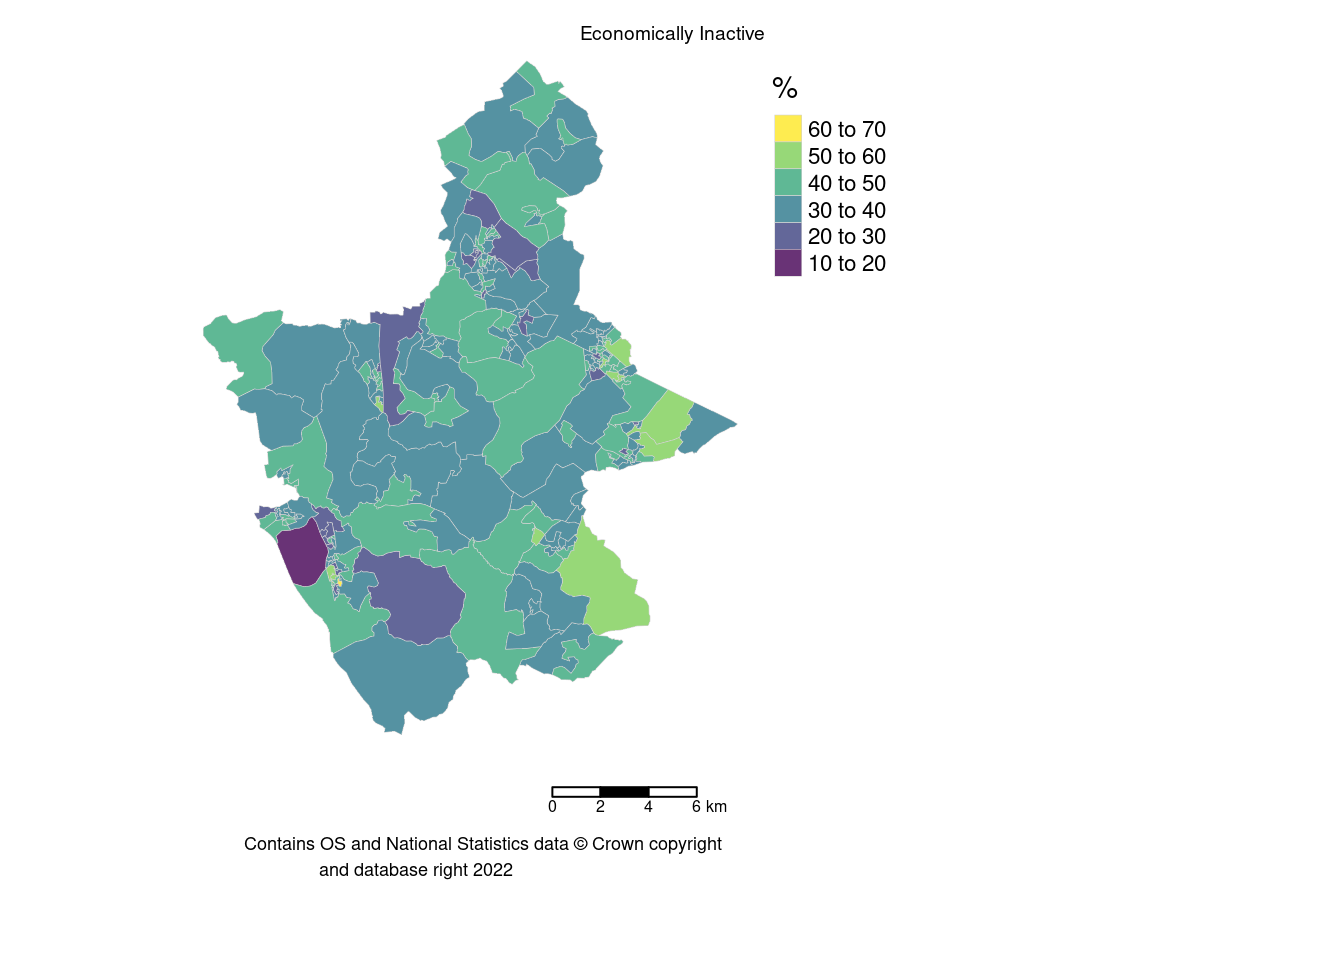 Economically Inactive
%
60 to 70
50 to 60
40 to 50
30 to 40
20 to 30
10 to 20
0 2 4 6 km
Contains OS and National Statistics data © Crown copyright
and database right 2022